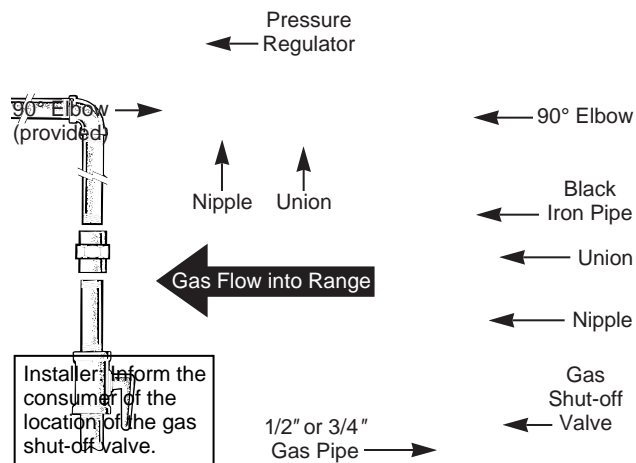 Pressure
Regulator
90° Elbow
(provided)
90° Elbow
Nipple
Union
Black
Iron Pipe
Union
Gas Flow into Range
Nipple
Installer: Inform the
consumer of the
location of the gas
shut-off valve.
Gas
Shut-off
Valve
1/2" or 3/4"
Gas Pipe